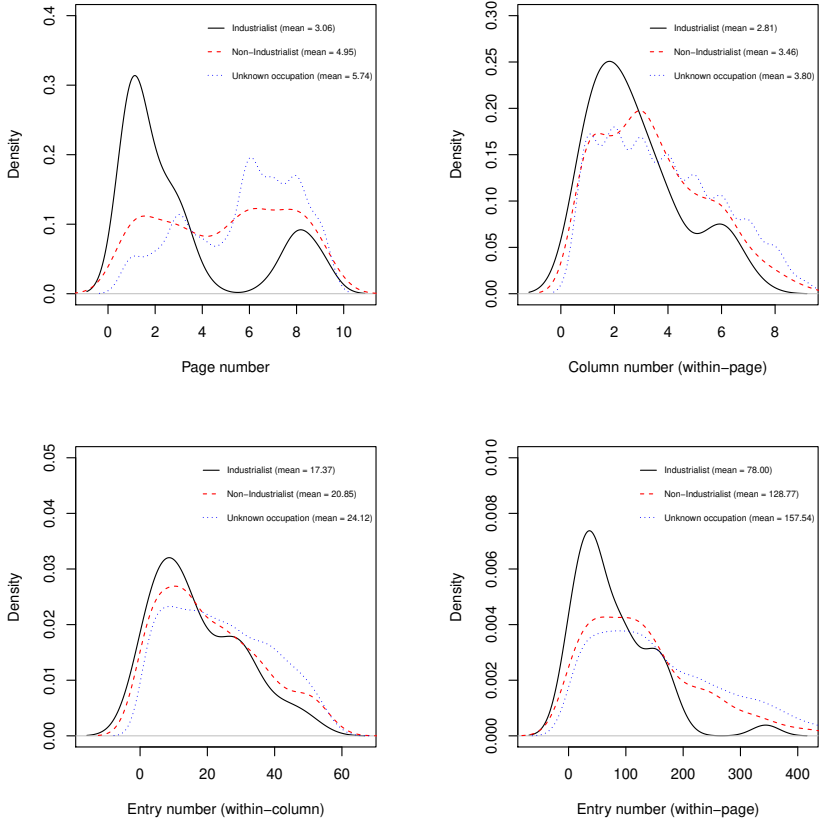 0.4
0.3
0.2
0.1
0.0
Density
Industrialist (mean = 3.06)
Non−Industrialist (mean = 4.95)
Unknown occupation (mean = 5.74)
0 2 4 6 8 10
Page number
0.30
0.25
0.20
0.15
0.10
0.05
0.00
Density
Industrialist (mean = 2.81)
Non−Industrialist (mean = 3.46)
Unknown occupation (mean = 3.80)
0 2 4 6 8
Column number (within−page)
0.05
0.04
0.03
0.02
0.01
0.00
Density
Industrialist (mean = 17.37)
Non−Industrialist (mean = 20.85)
Unknown occupation (mean = 24.12)
0 20 40 60
Entry number (within−column)
0.010
0.008
0.006
0.004
0.002
0.000
Density
Industrialist (mean = 78.00)
Non−Industrialist (mean = 128.77)
Unknown occupation (mean = 157.54)
0 100 200 300 400
Entry number (within−page)